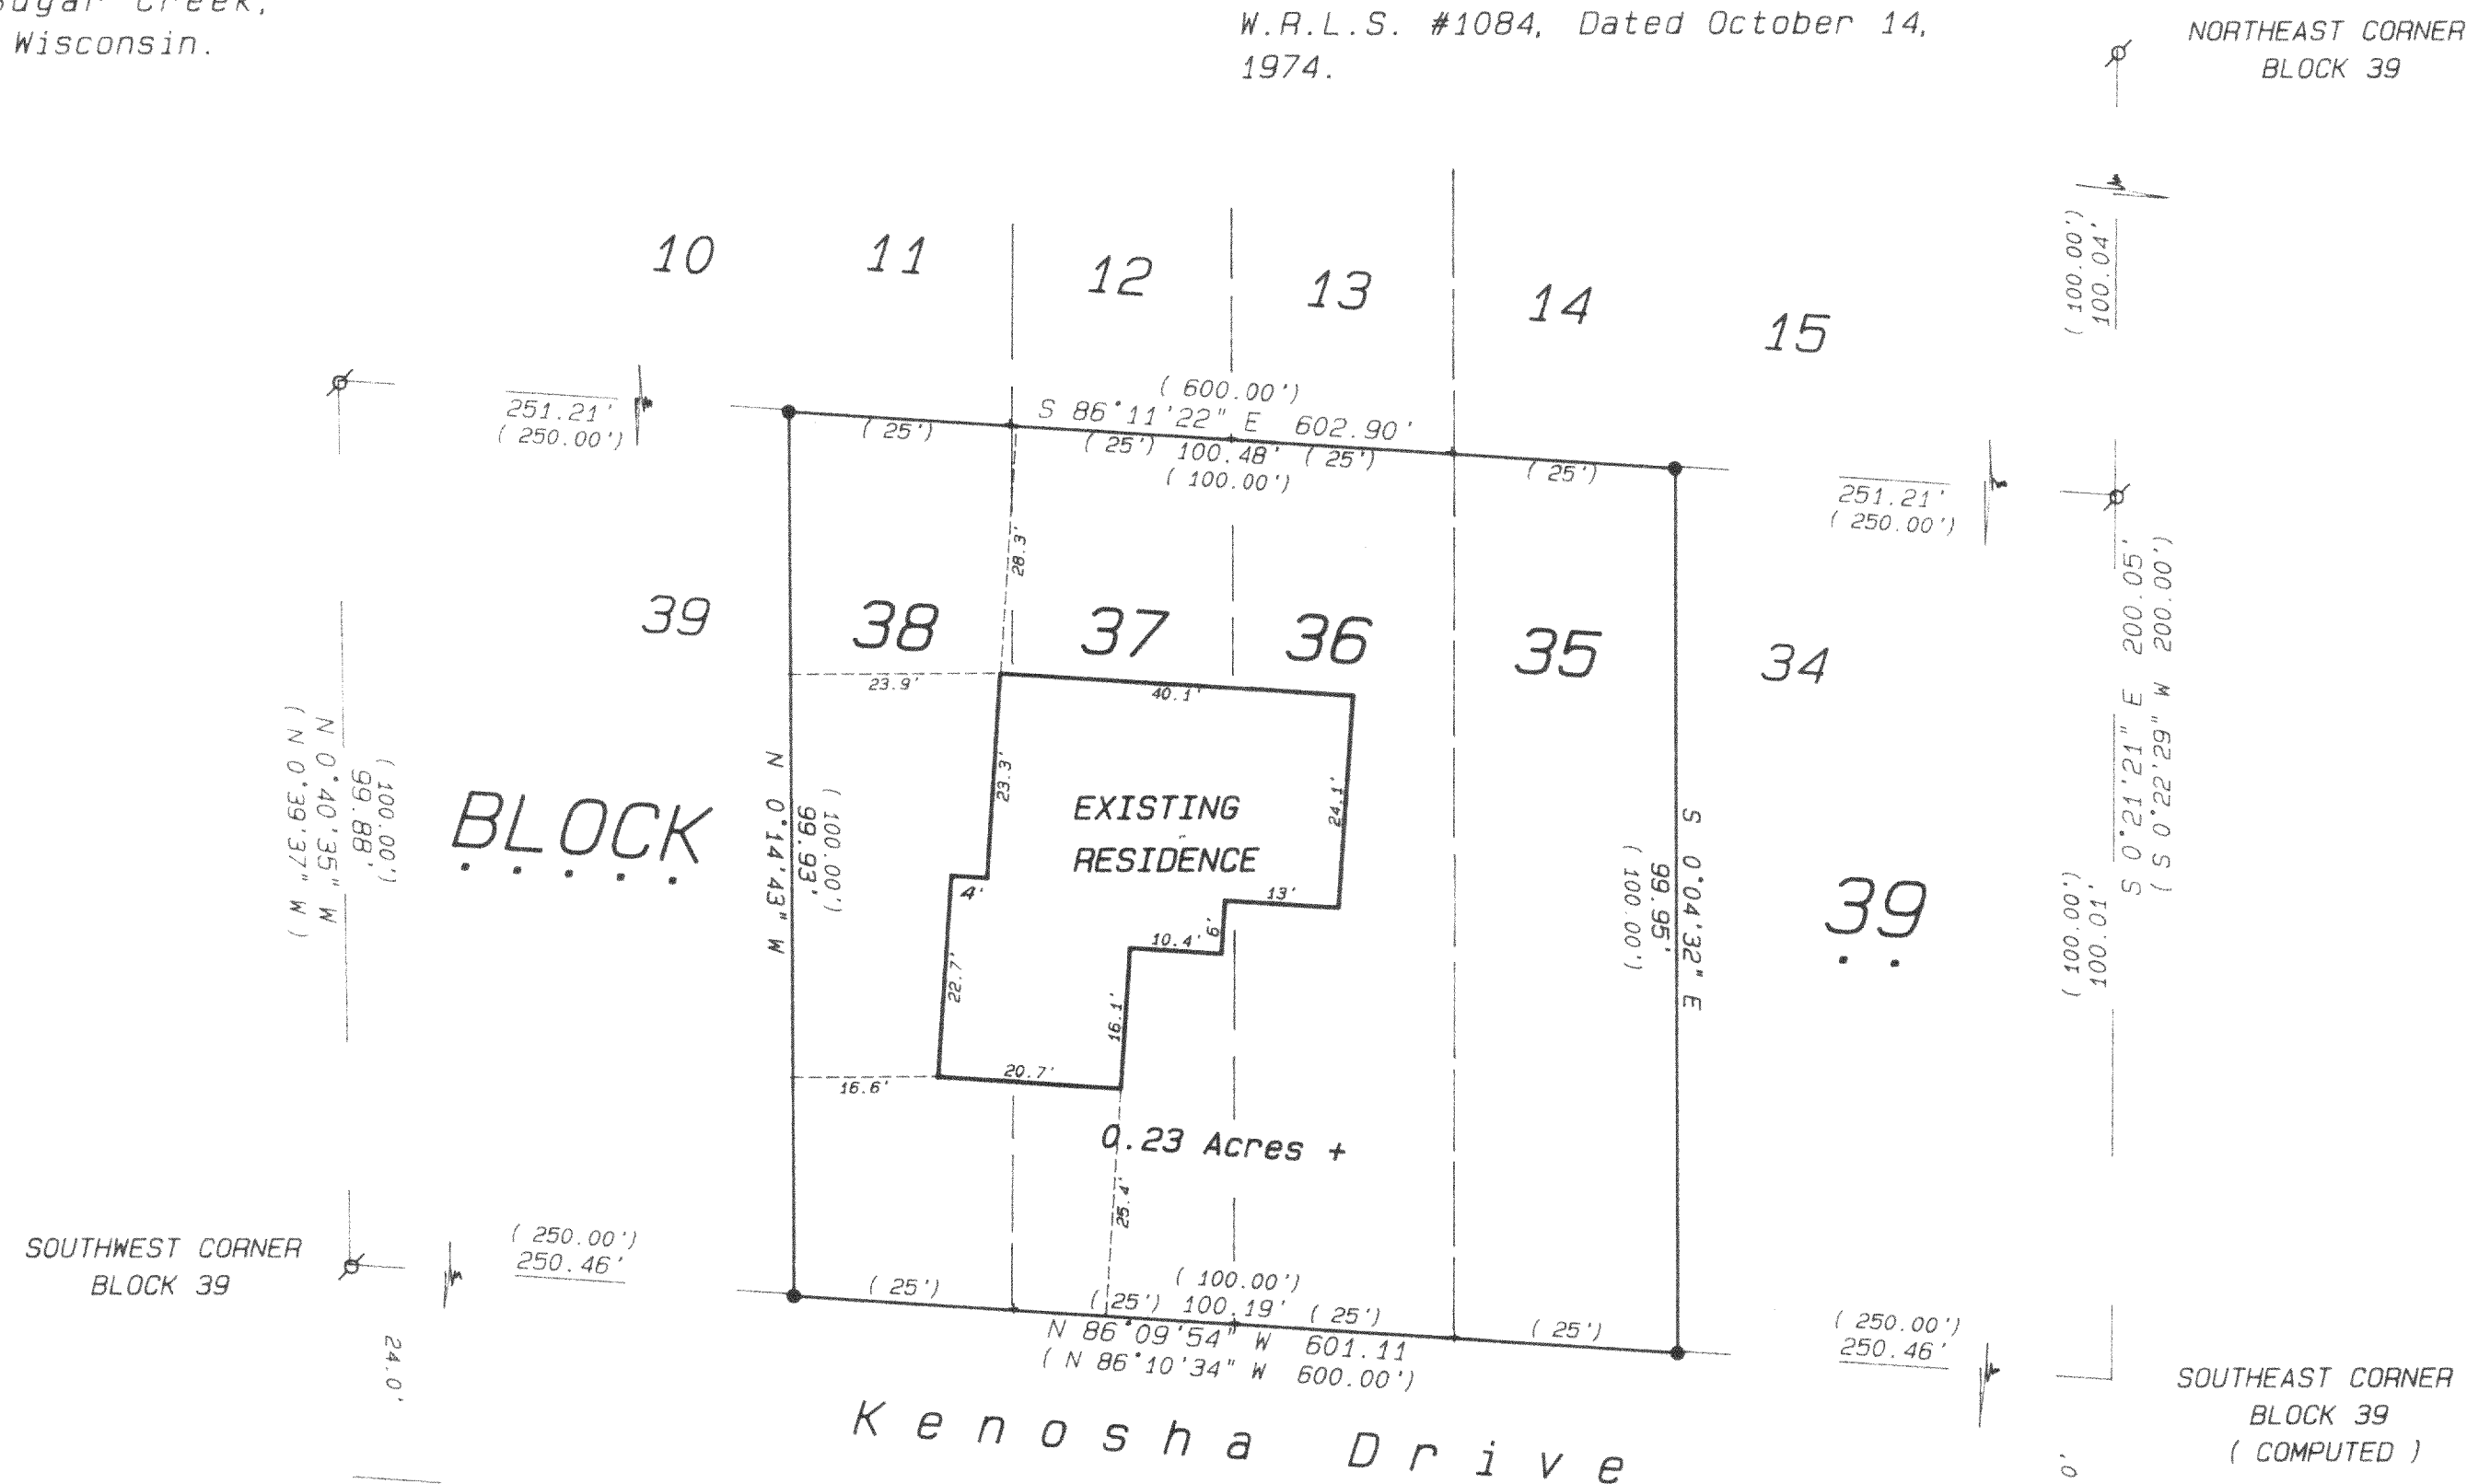 Sugar Creek,
Wisconsin.
W.R.L.S. #1084, Dated October 14,
1974.
NORTHEAST CORNER
BLOCK 39
10
11
12
13
14
15
( 100.00')
100.04'
251.21'
( 250.00')
( 600.00')
S 86°11'22" E 602.90'
( 25')
( 25') 100.48' ( 25')
( 100.00')
( 25')
251.21'
( 250.00')
28.3'
39
38
37
36
35
34
23.9'
40.1'
S 0°21'21" E 200.05'
( S 0°22'29" W 200.00')
( 100.00')
99.88'
N 0°40'35" W
( N 0°39'37" W )
BLOCK
N 0°14'43" W
( 100.00')
99.93'
23.3'
EXISTING
RESIDENCE
24.1'
S 0°04'32" E
99.95'
( 100.00')
39
( 100.00')
100.01'
4'
13'
6'
10.4'
22.7'
16.1'
16.6'
20.7'
0.23 Acres +
25.4'
SOUTHWEST CORNER
BLOCK 39
( 250.00')
250.46'
( 25')
( 100.00')
( 25') 100.19' ( 25')
( 25')
N 86°09'54" W 601.11
( N 86°10'34" W 600.00')
( 250.00')
250.46'
24.0'
SOUTHEAST CORNER
BLOCK 39
( COMPUTED )
Kenosha Drive